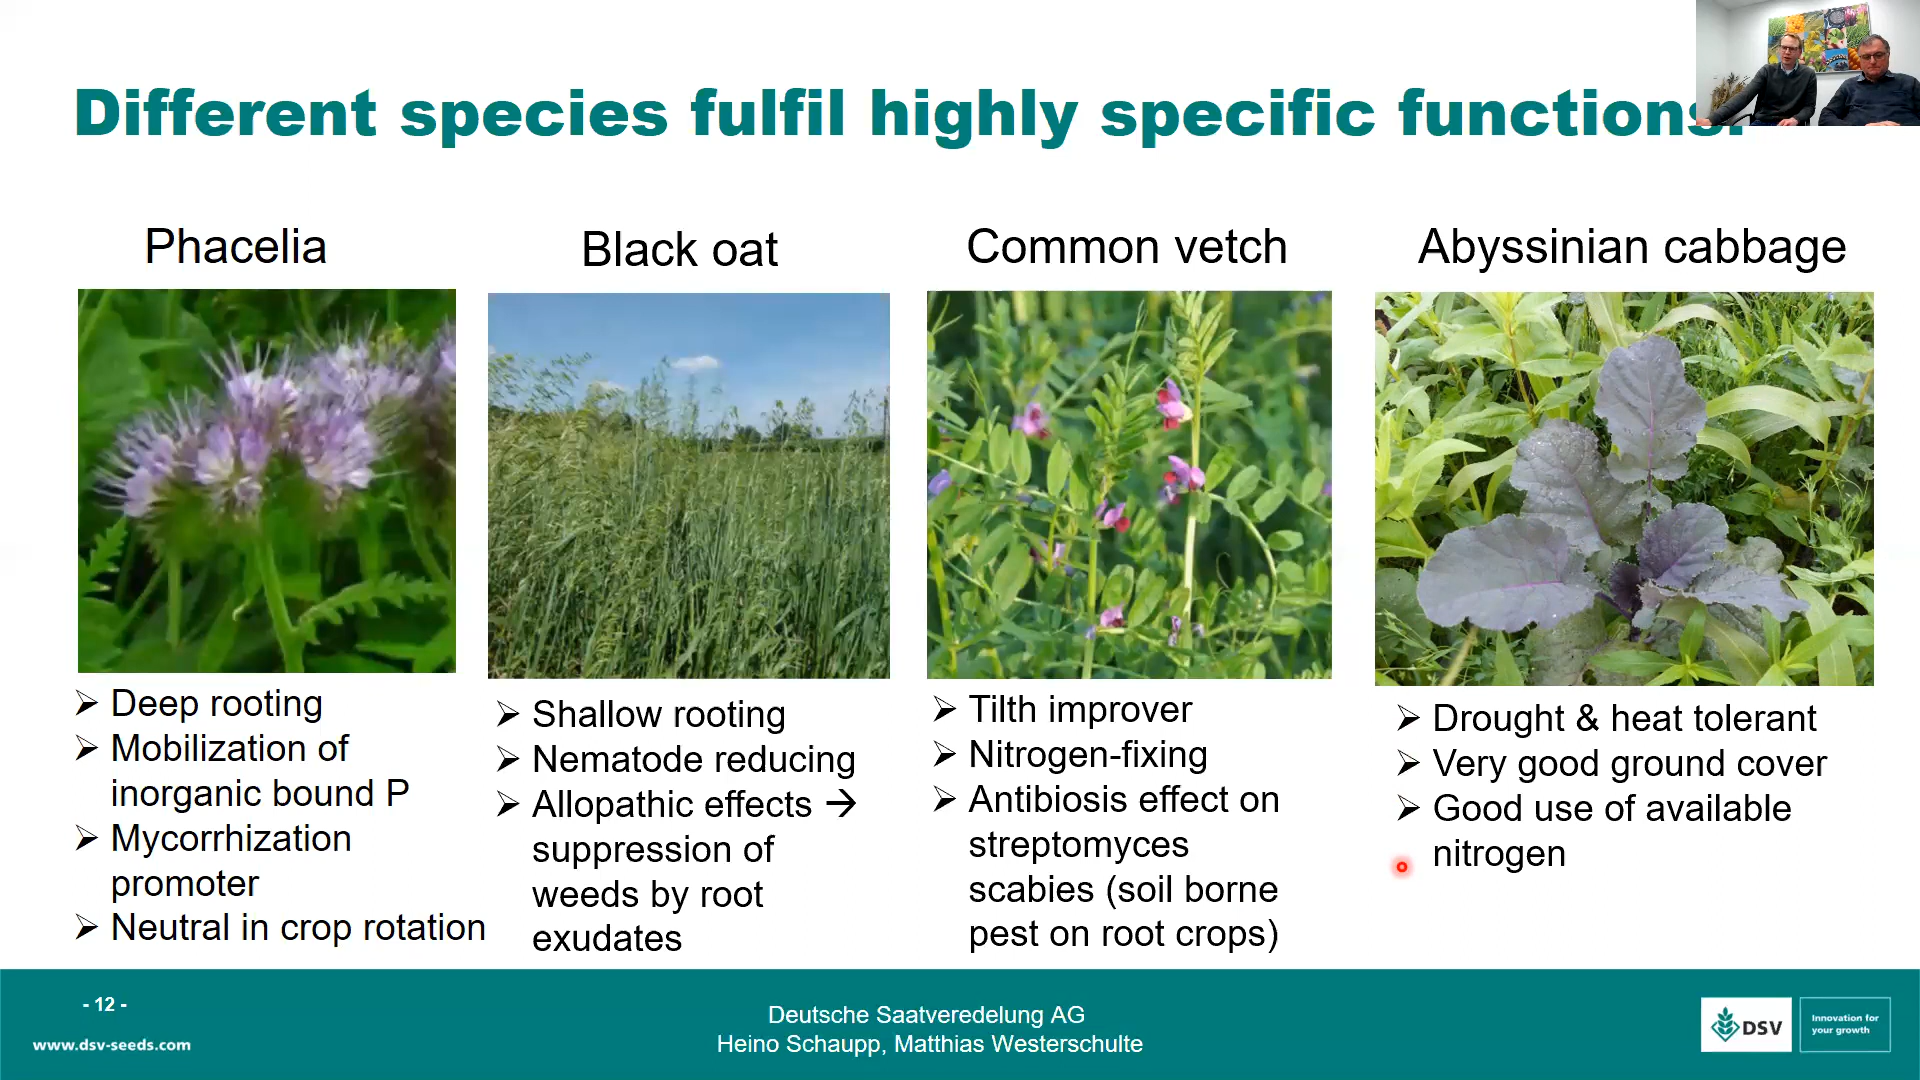 Different species fulfil highly specific functions.
Phacelia
Deep rooting
Mobilization of
inorganic bound P
Mycorrhization
promoter
Neutral in crop rotation
Black oat
Shallow rooting
Nematode reducing
Allopathic effects →
suppression of
weeds by root
exudates
Common vetch
Tilth improver
Nitrogen-fixing
Antibiosis effect on
streptomyces
scabies (soil borne
pest on root crops)
Abyssinian cabbage
Drought & heat tolerant
Very good ground cover
Good use of available
nitrogen
- 12 -
www.dsv-seeds.com
Deutsche Saatveredelung AG
Heino Schaupp, Matthias Westerschulte
DSV
Innovation for
your growth